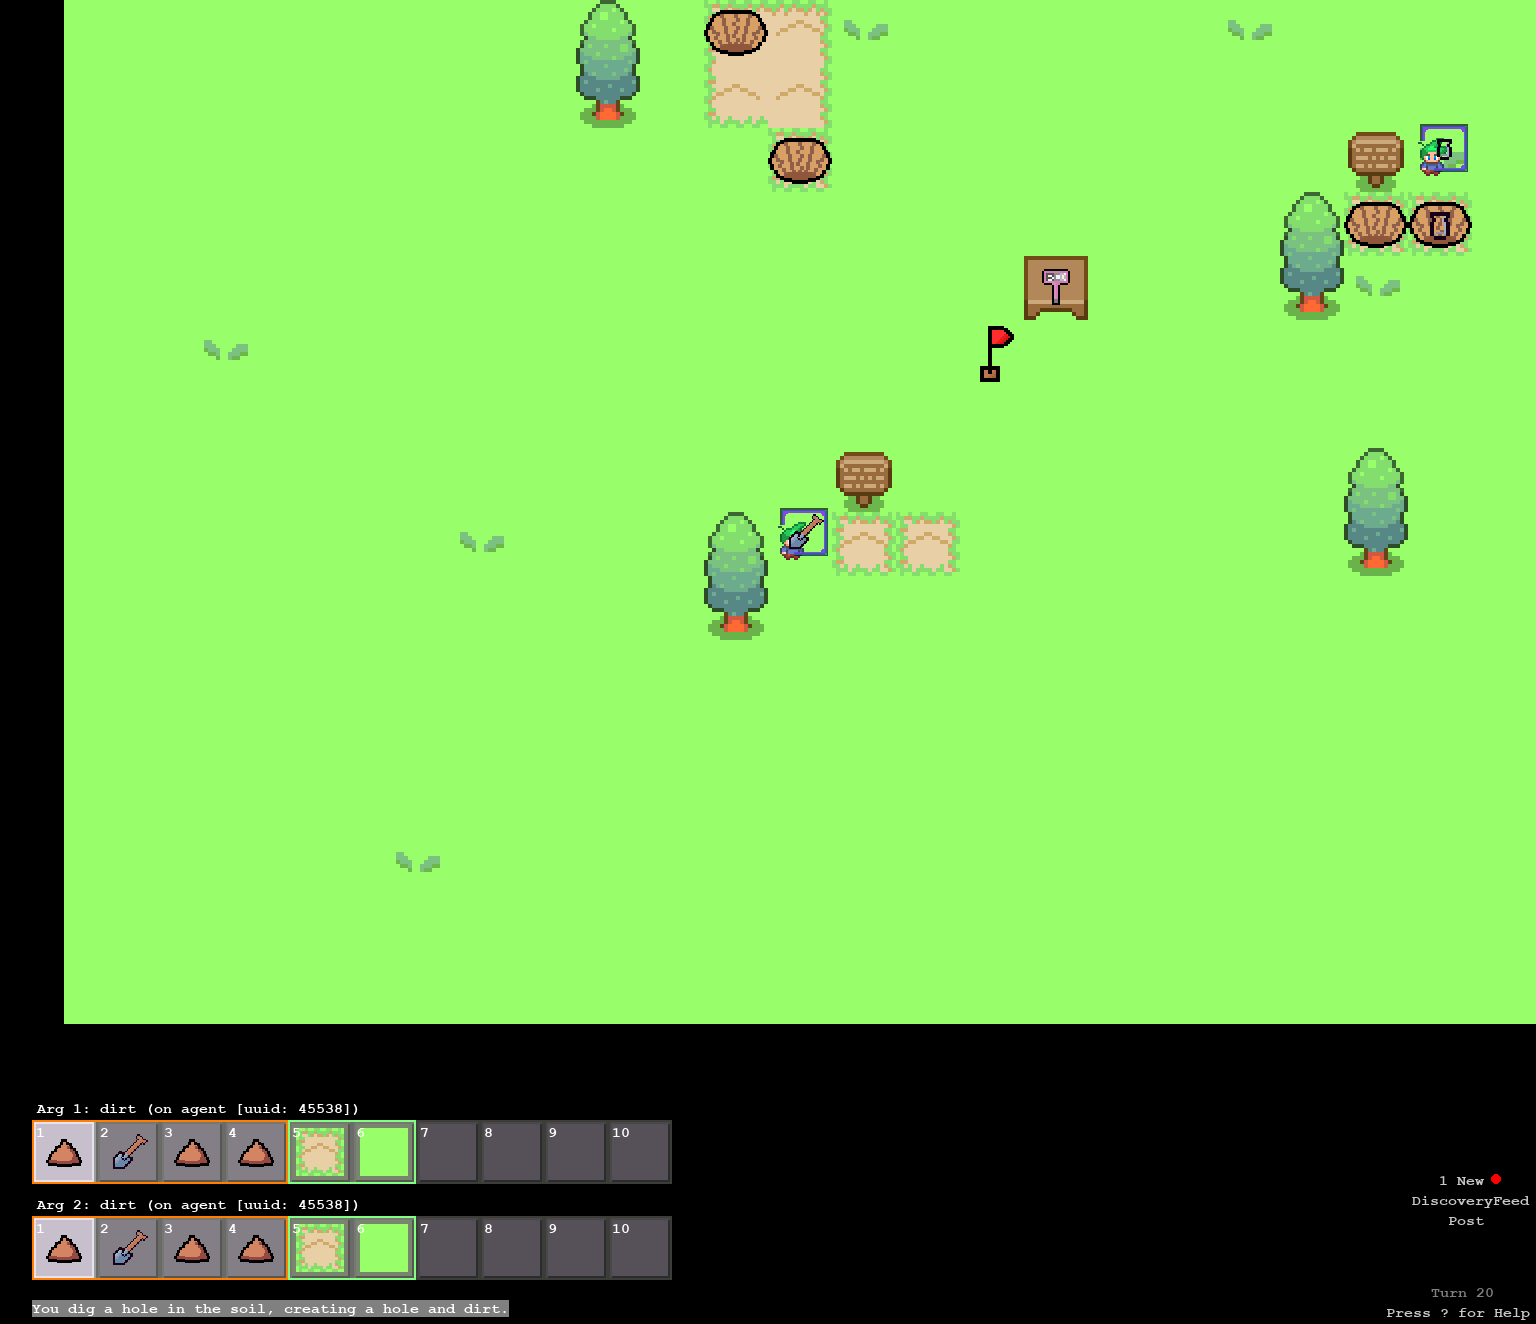 Arg 1: dirt (on agent [uuid: 45538])
1 2 3 4 5 6 7 8 9 10
Arg 2: dirt (on agent [uuid: 45538])
1 2 3 4 5 6 7 8 9 10
You dig a hole in the soil, creating a hole and dirt.
1 New
DiscoveryFeed
Post
Turn 20
Press ? for Help